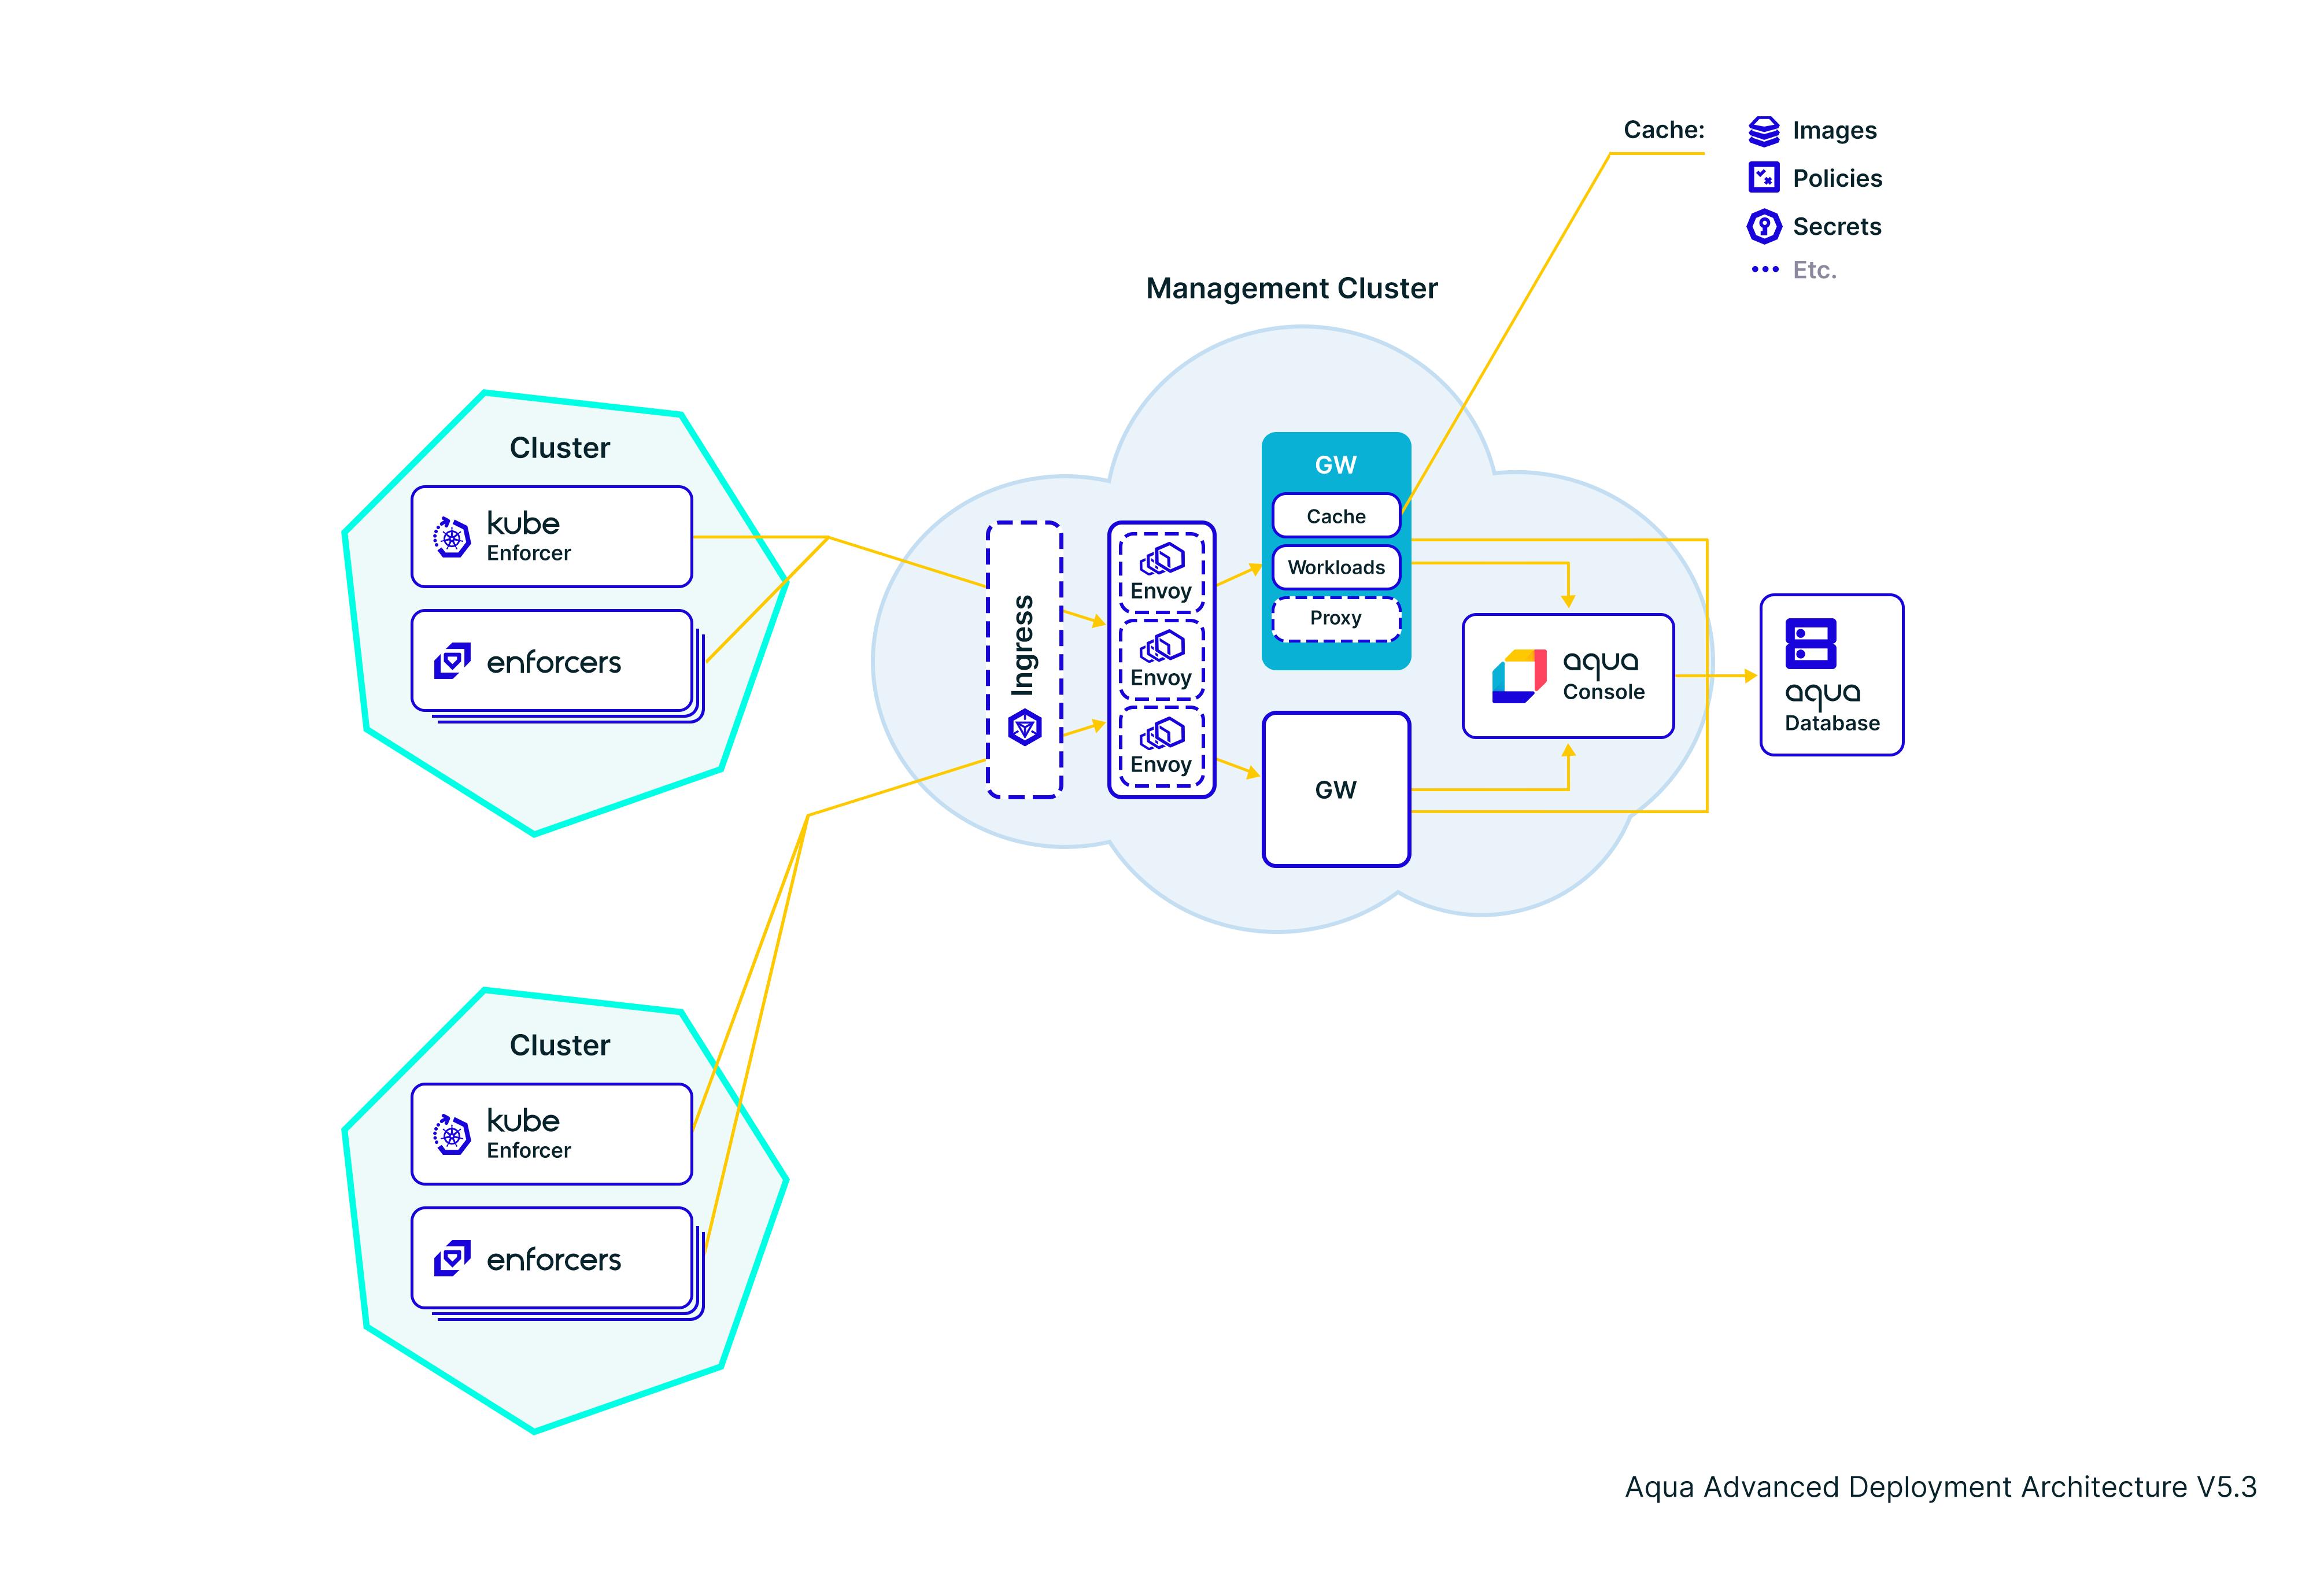 Cache:
Images
Policies
Secrets
Etc.
Management Cluster
Cluster
kube
Enforcer
enforcers
Ingress
Envoy
Envoy
Envoy
GW
Cache
Workloads
Proxy
GW
aqua
Console
aqua
Database
Cluster
kube
Enforcer
enforcers
Aqua Advanced Deployment Architecture V5.3